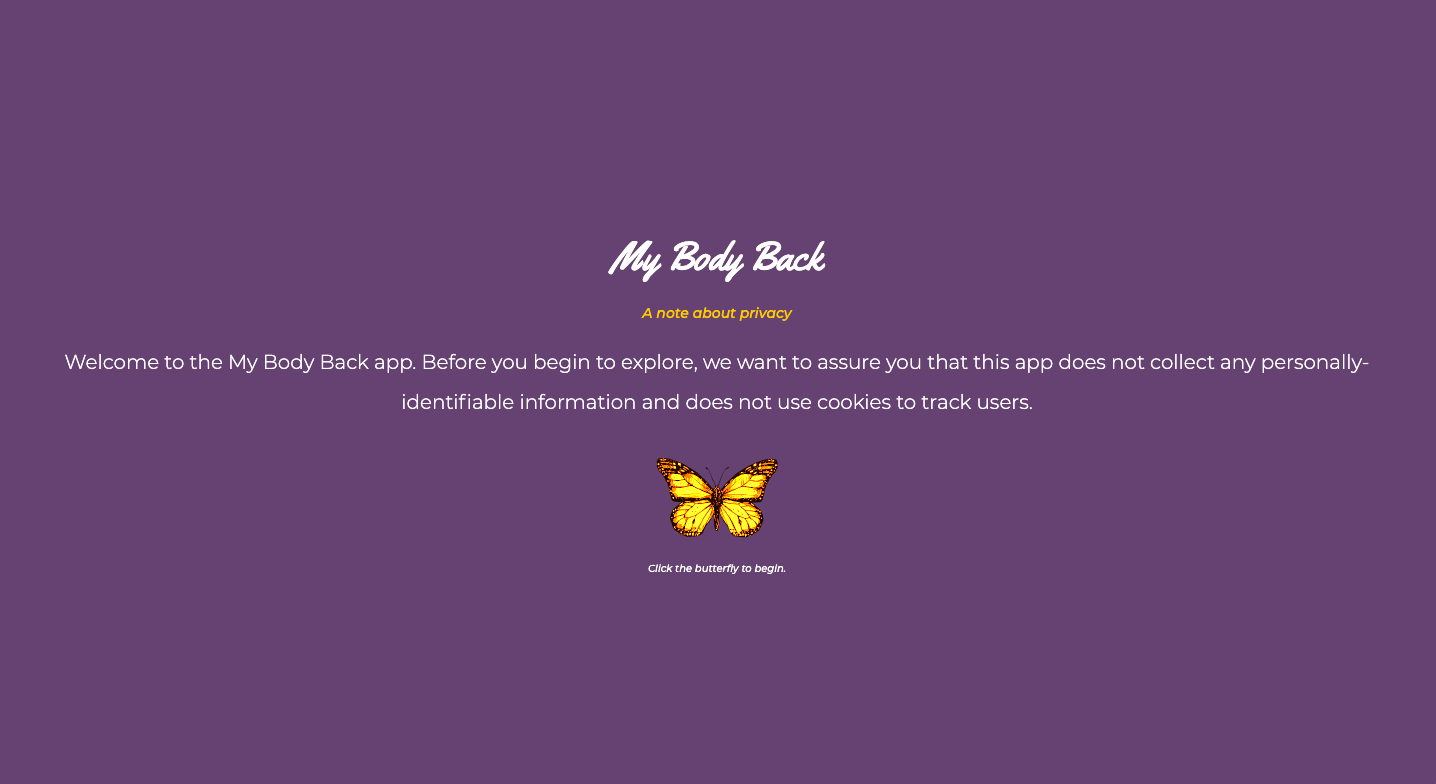 My Body Back
A note about privacy
Welcome to the My Body Back app. Before you begin to explore, we want to assure you that this app does not collect any personally-
identifiable information and does not use cookies to track users.
Click the butterfly to begin.